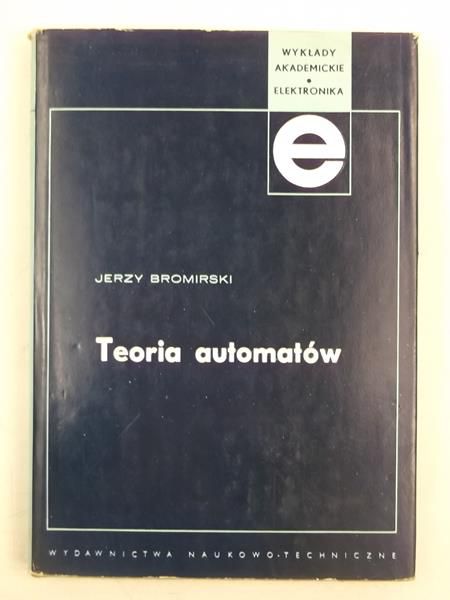 WYKŁADY
AKADEMICKIE
•
ELEKTRONIKA
e
JERZY BROMIRSKI
Teoria automatów
WYDAWNICTWA NAUKOWO-TECHNICZNE